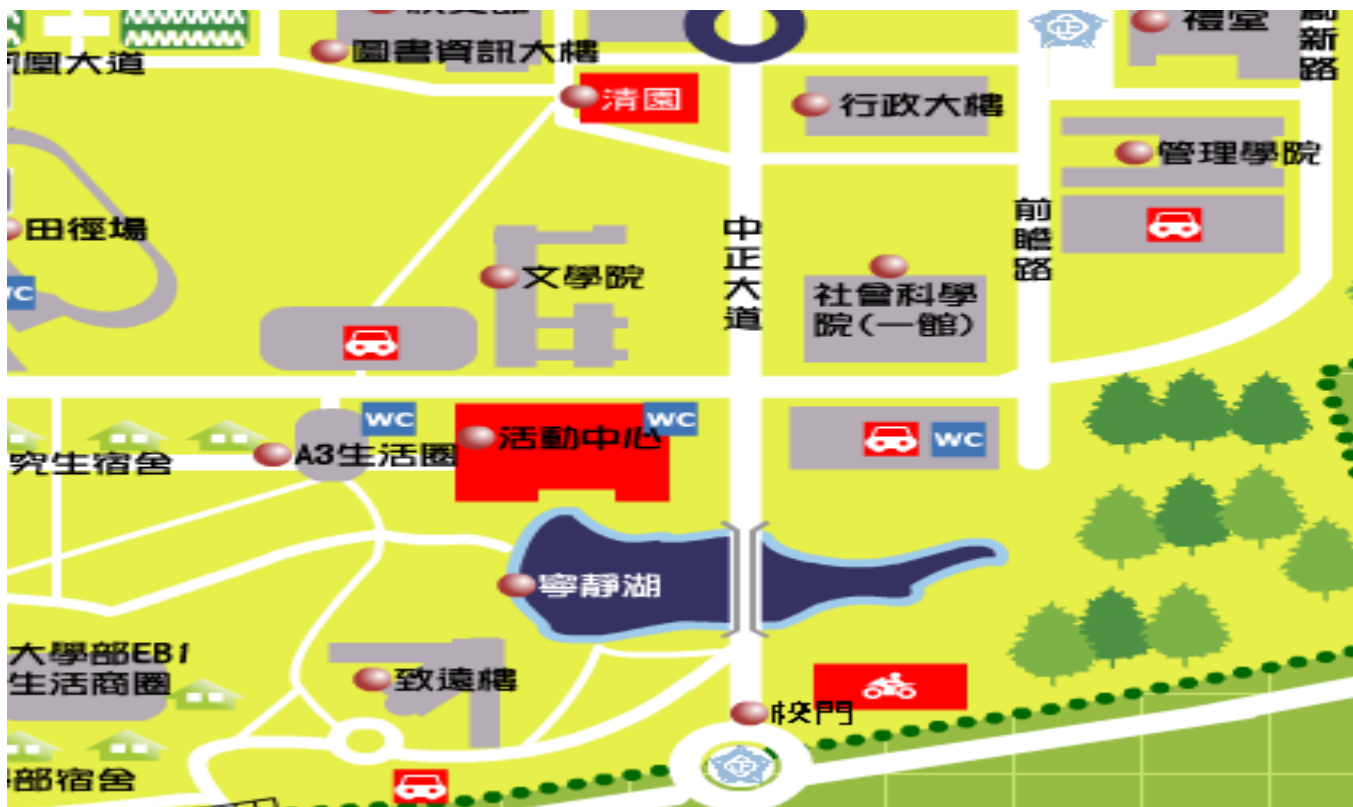 禮堂
創新路
圖書資訊大樓
凰大道
清園
行政大樓
管理學院
田徑場
中正大道
前瞻路
文學院
社會科學
院(一館)
WC
WC
WC
活動中心
WC
A3生活圈
究生宿舍
寧靜湖
大學部EB1
生活商圈
致遠樓
校門
部宿舍